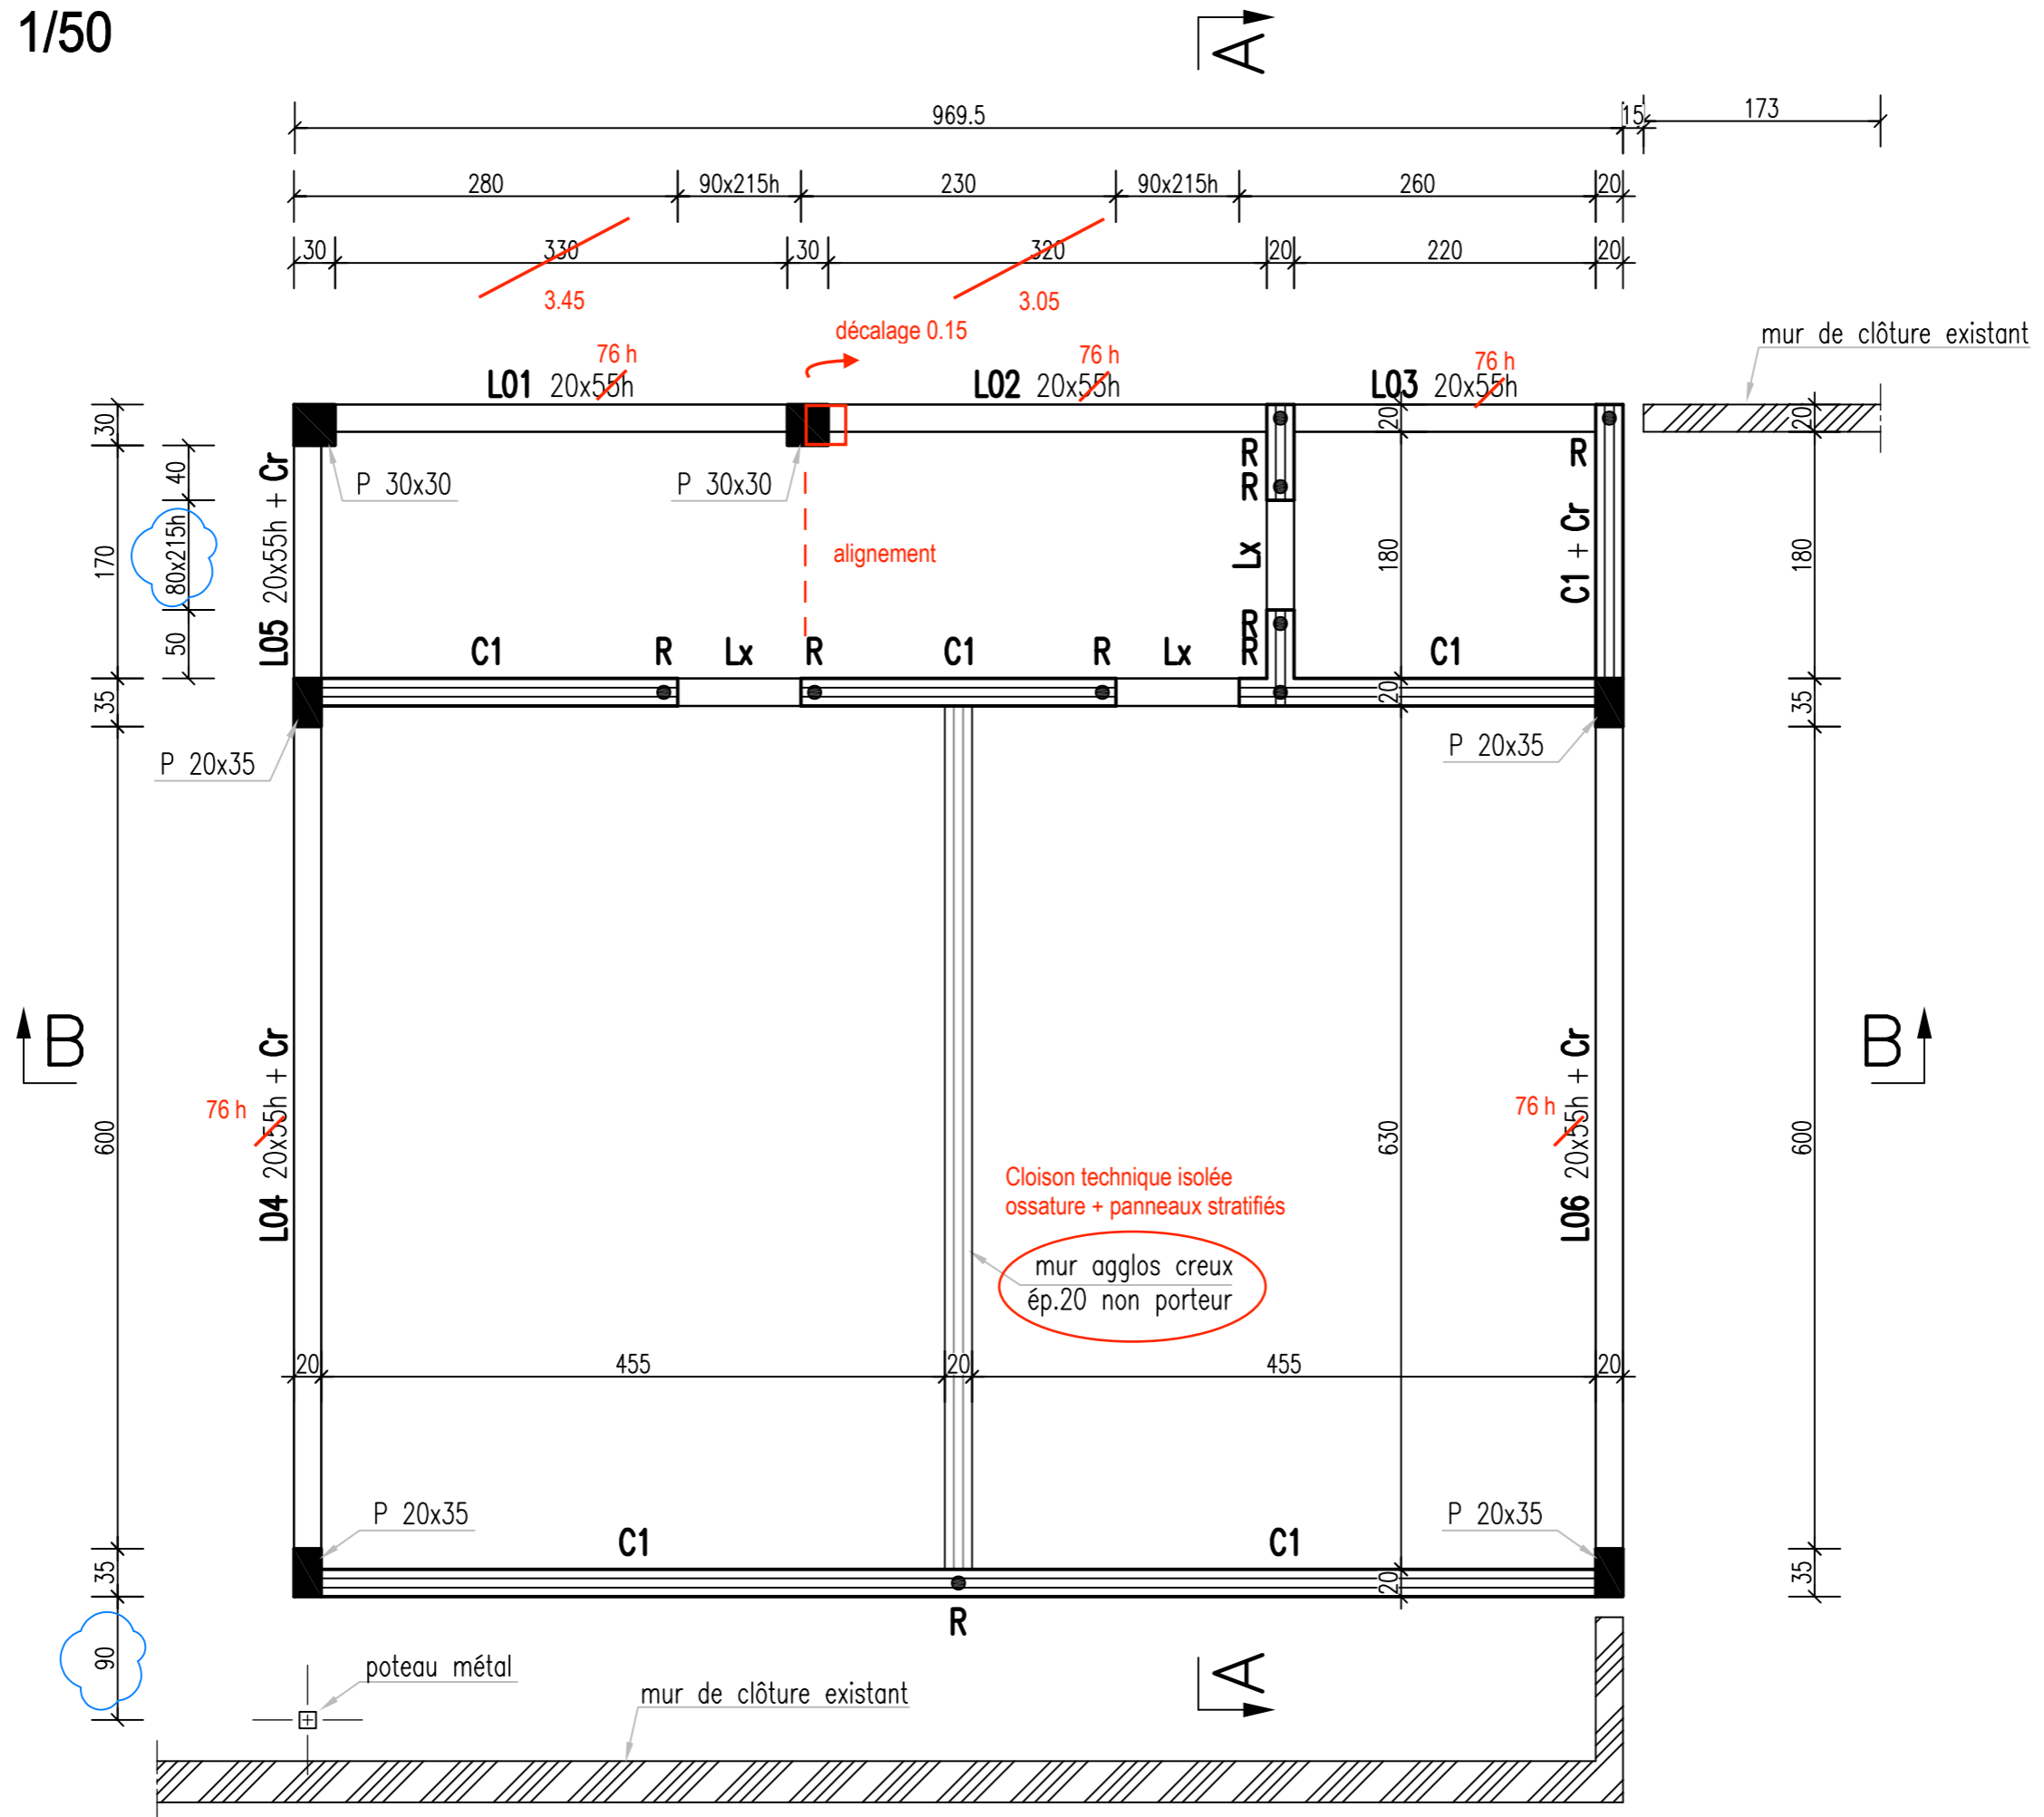 1/50
A
969.5
15
173
280
90x215h
230
90x215h
260
20
30
330
30
320
20
220
20
3.45
3.05
décalage 0.15
mur de clôture existant
76 h
76 h
76 h
L01 20x55h
L02 20x55h
L03 20x55h
30
20
20
40
P 30x30
P 30x30
R
R
R
L05 20x55h + Cr
C1 + Cr
170
80x215h
alignement
Lx
180
180
50
C1
R
Lx
R
C1
R
Lx
R
R
C1
35
20
35
P 20x35
P 20x35
B
B
L04 20x55h + Cr
76 h
L06 20x55h + Cr
76 h
600
630
600
Cloison technique isolée
ossature + panneaux stratifiés
mur agglos creux
ép.20 non porteur
20
455
20
455
20
P 20x35
P 20x35
C1
C1
35
20
35
R
90
poteau métal
mur de clôture existant
A